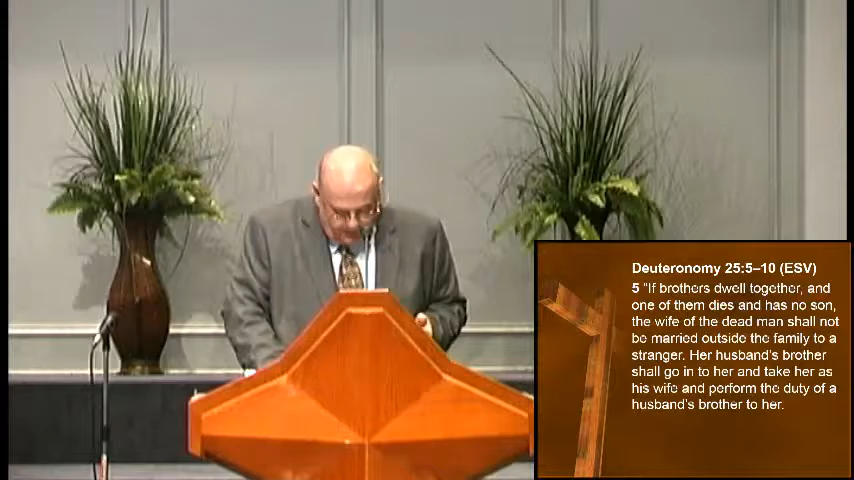 Deuteronomy 25:5–10 (ESV)
5 "If brothers dwell together, and
one of them dies and has no son,
the wife of the dead man shall not
be married outside the family to a
stranger. Her husband's brother
shall go in to her and take her as
his wife and perform the duty of a
husband's brother to her.